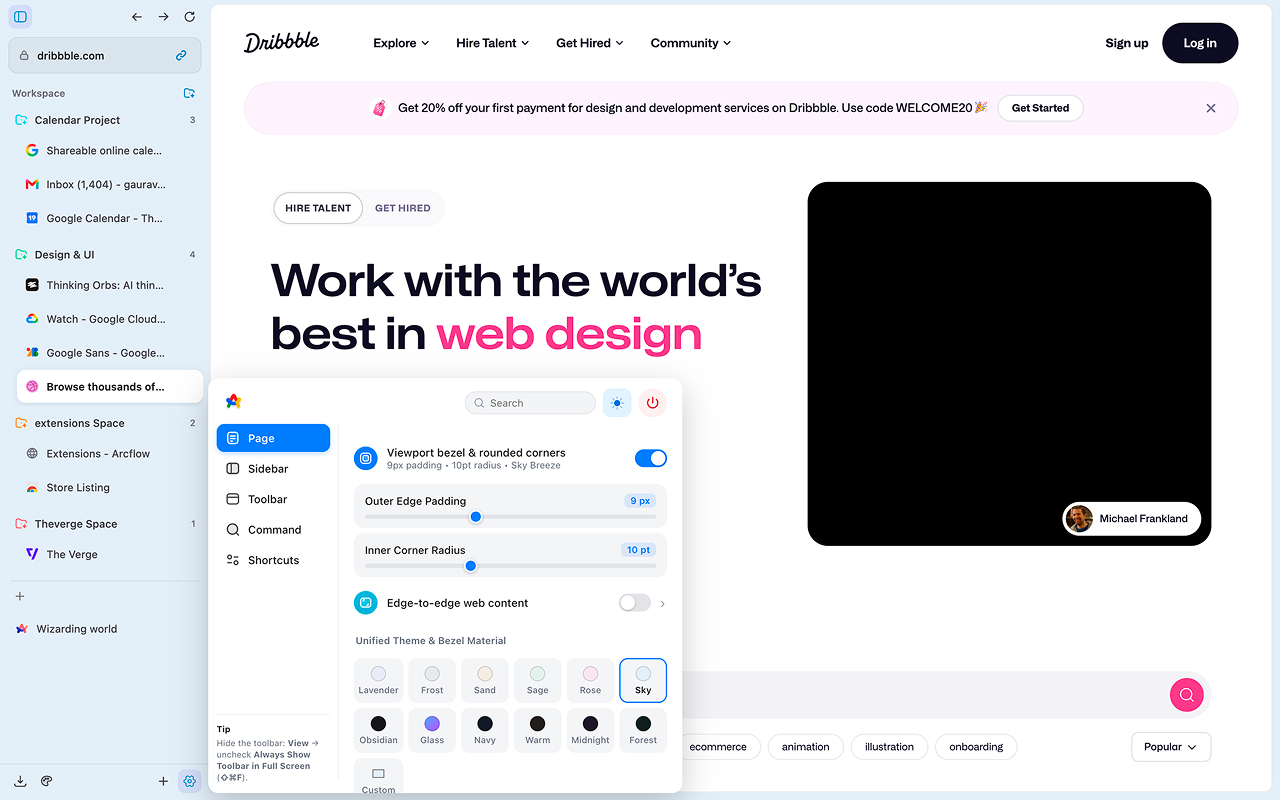 dribbble.com
Workspace
Calendar Project 3
Shareable online cale...
Inbox (1,404) - gaurav...
Google Calendar - Th...
Design & UI 4
Thinking Orbs: AI thin...
Watch - Google Cloud...
Google Sans - Google...
Browse thousands of...
extensions Space 2
Extensions - Arcflow
Store Listing
Theverge Space 1
The Verge
Wizarding world
Dribbble
Explore
Hire Talent
Get Hired
Community
Sign up
Log in
Get 20% off your first payment for design and development services on Dribbble. Use code WELCOME20
Get Started
HIRE TALENT
GET HIRED
Work with the world’s
best in web design
Michael Frankland
Search
Page
Sidebar
Toolbar
Command
Shortcuts
Tip
Hide the toolbar: View →
uncheck Always Show
Toolbar in Full Screen
(⇧⌘F).
Viewport bezel & rounded corners
9px padding • 10pt radius • Sky Breeze
Outer Edge Padding 9 px
Inner Corner Radius 10 pt
Edge-to-edge web content
Unified Theme & Bezel Material
Lavender Frost Sand Sage Rose Sky
Obsidian Glass Navy Warm Midnight Forest
Custom
ecommerce
animation
illustration
onboarding
Popular